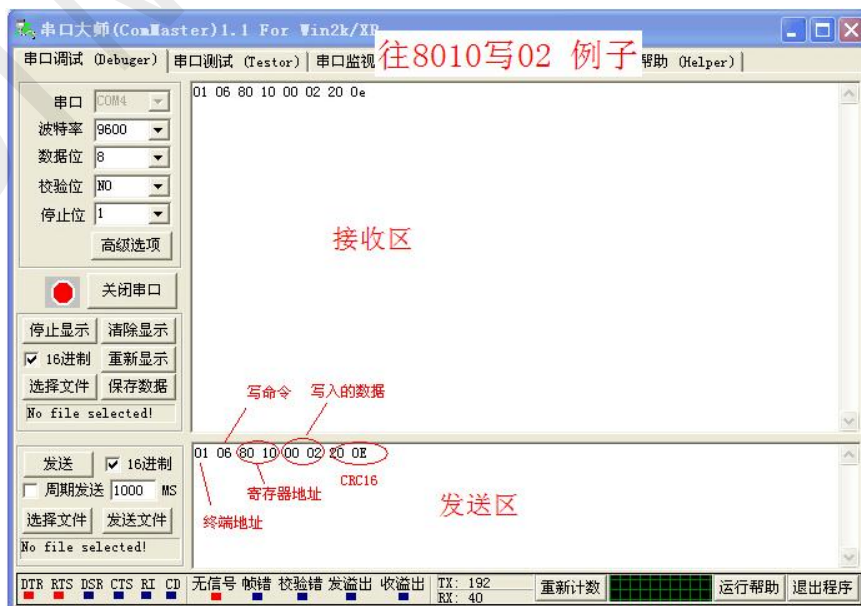 串口大师(ComMaster)1.1 For Win2k/XP
往8010写02 例子
串口调试 (Debuger) 串口测试 (Testor) 串口监视 帮助 (Helper)
串口 COM4
波特率 9600
数据位 8
校验位 NO
停止位 1
高级选项
关闭串口
停止显示 清除显示
16进制 重新显示
选择文件 保存数据
No file selected!
01 06 80 10 00 02 20 0e
接收区
写命令 写入的数据
发送 16进制
周期发送 1000 MS
选择文件 发送文件
No file selected!
01 06 80 10 00 02 20 0E
CRC16
寄存器地址
终端地址
发送区
DTR RTS DSR CTS RI CD 无信号 帧错 校验错 发溢出 收溢出 TX: 192
RX: 40
重新计数 运行帮助 退出程序